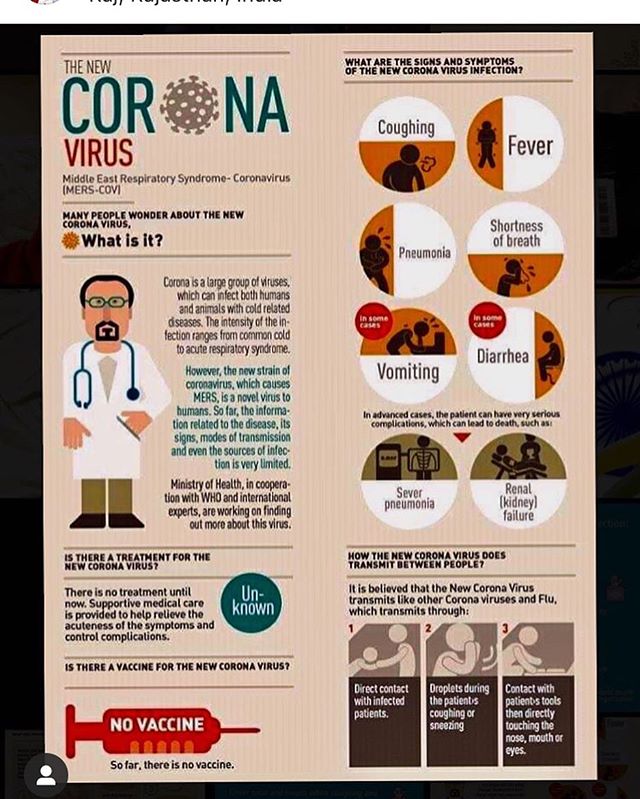 THE NEW
CORONA
VIRUS
Middle East Respiratory Syndrome- Coronavirus
(MERS-COV)
MANY PEOPLE WONDER ABOUT THE NEW
CORONA VIRUS,
What is it?
Corona is a large group of viruses,
which can infect both humans
and animals with cold related
diseases. The intensity of the in-
fection ranges from common cold
to acute respiratory syndrome.
However, the new strain of
coronavirus, which causes
MERS, is a novel virus to
humans. So far, the informa-
tion related to the disease, its
signs, modes of transmission
and even the sources of infec-
tion is very limited.
Ministry of Health, in coopera-
tion with WHO and international
experts, are working on finding
out more about this virus.
IS THERE A TREATMENT FOR THE
NEW CORONA VIRUS?
There is no treatment until
now. Supportive medical care
is provided to help relieve the
acuteness of the symptoms and
control complications.
Un-
known
IS THERE A VACCINE FOR THE NEW CORONA VIRUS?
NO VACCINE
So far, there is no vaccine.
WHAT ARE THE SIGNS AND SYMPTOMS
OF THE NEW CORONA VIRUS INFECTION?
Coughing
Fever
Pneumonia
Shortness
of breath
In some
cases
Vomiting
In some
cases
Diarrhea
In advanced cases, the patient can have very serious
complications, which can lead to death, such as:
Sever
pneumonia
Renal
(kidney)
failure
HOW THE NEW CORONA VIRUS DOES
TRANSMIT BETWEEN PEOPLE?
It is believed that the New Corona Virus
transmits like other Corona viruses and Flu,
which transmits through:
1
Direct contact
with infected
patients.
2
Droplets during
the patient›s
coughing or
sneezing
3
Contact with
patient›s tools
then directly
touching the
nose, mouth or
eyes.